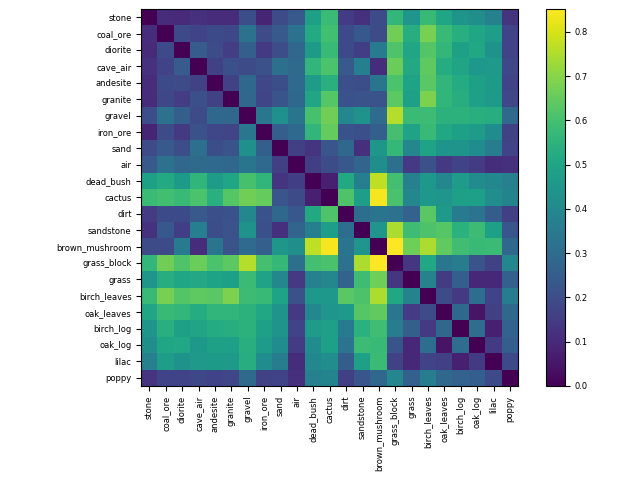 stone
coal_ore
diorite
cave_air
andesite
granite
gravel
iron_ore
sand
air
dead_bush
cactus
dirt
sandstone
brown_mushroom
grass_block
grass
birch_leaves
oak_leaves
birch_log
oak_log
lilac
poppy
stone
coal_ore
diorite
cave_air
andesite
granite
gravel
iron_ore
sand
air
dead_bush
cactus
dirt
sandstone
brown_mushroom
grass_block
grass
birch_leaves
oak_leaves
birch_log
oak_log
lilac
poppy
0.8
0.7
0.6
0.5
0.4
0.3
0.2
0.1
0.0